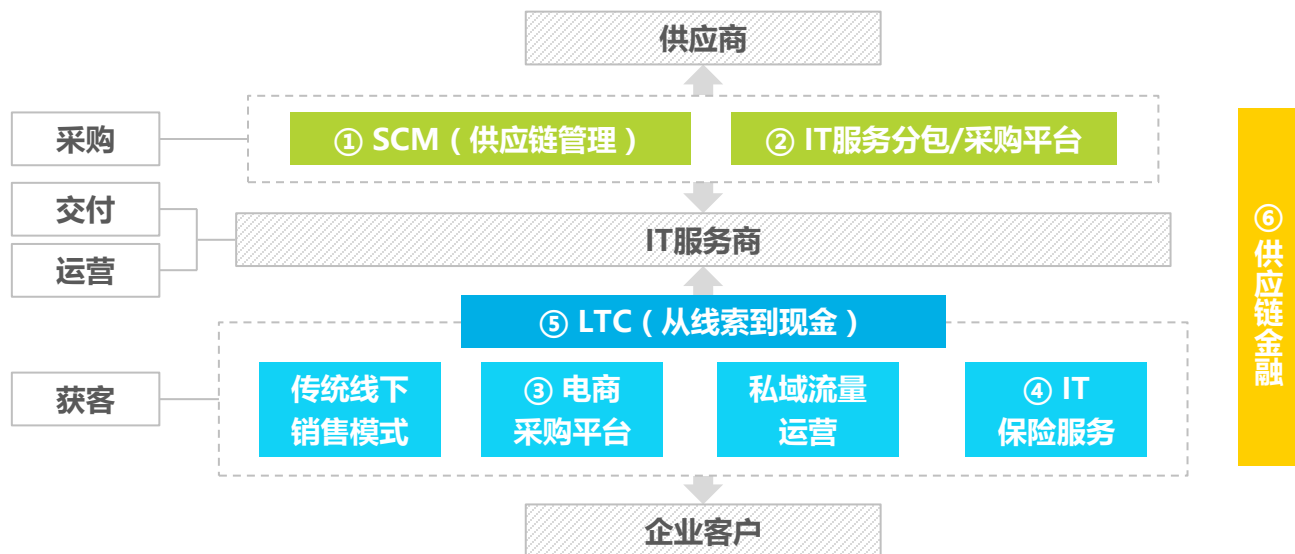 供应商
采购
① SCM（供应链管理）
② IT服务分包/采购平台
交付
运营
IT服务商
⑤ LTC（从线索到现金）
获客
传统线下
销售模式
③ 电商
采购平台
私域流量
运营
④ IT
保险服务
企业客户
⑥供应链金融